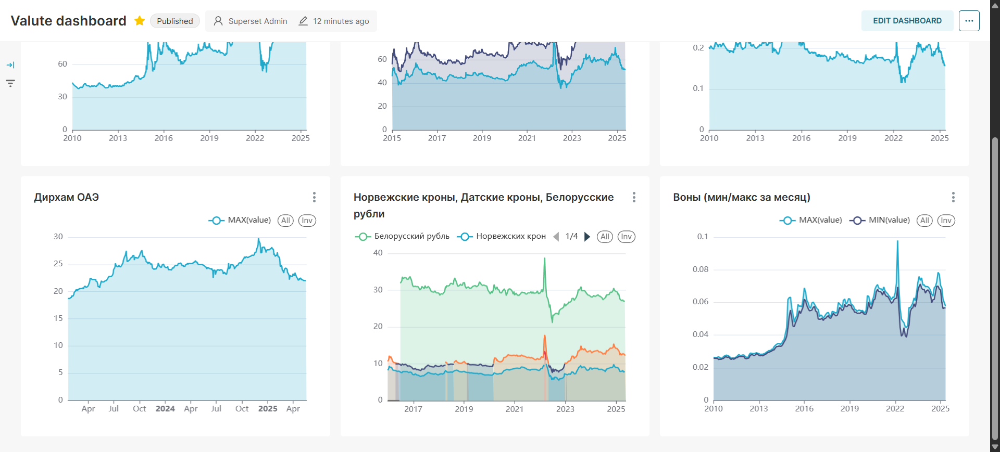 Valute dashboard
Published
Superset Admin
12 minutes ago
EDIT DASHBOARD
60
30
0
2010 2013 2016 2019 2022 2025
60
40
20
0
2015 2017 2019 2021 2023 2025
0.2
0.1
0
2010 2013 2016 2019 2022 2025
Дирхам ОАЭ
MAX(value) All Inv
30
25
20
15
10
5
0
Apr Jul Oct 2024 Apr Jul Oct 2025 Apr
Норвежские кроны, Датские кроны, Белорусские
рубли
Белорусский рубль Норвежских крон 1/4 All Inv
40
30
20
10
0
2017 2019 2021 2023 2025
Воны (мин/макс за месяц)
MAX(value) MIN(value) All Inv
0.1
0.08
0.06
0.04
0.02
0
2010 2013 2016 2019 2022 2025